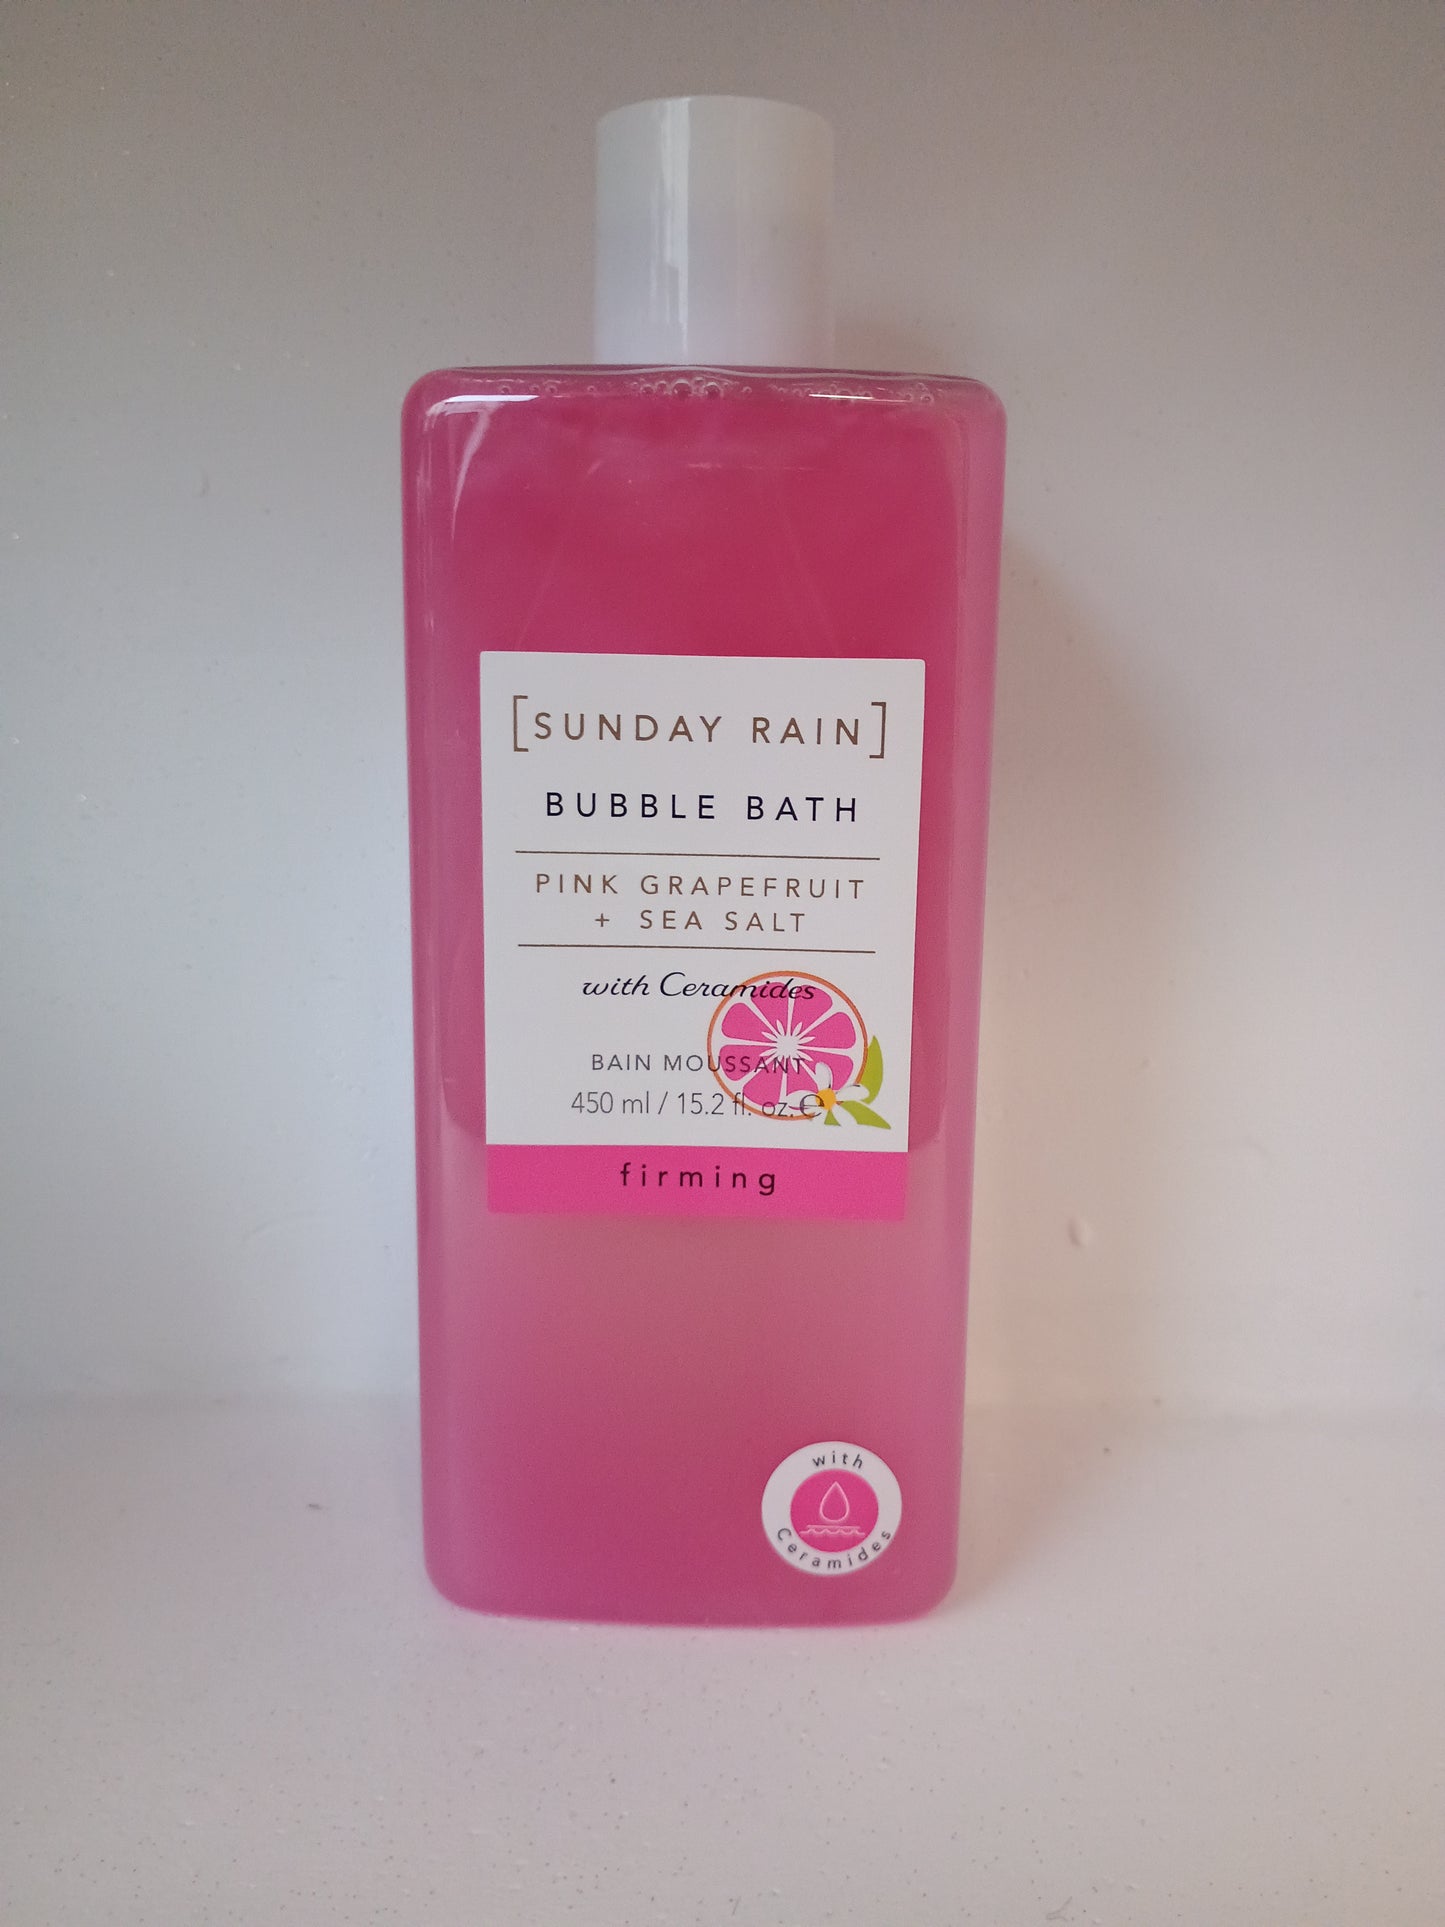 [SUNDAY RAIN]
BUBBLE BATH
PINK GRAPEFRUIT
+ SEA SALT
with Ceramides
BAIN MOUSSANT
450 ml / 15.2 fl. oz. ℮
firming
with
Ceramides